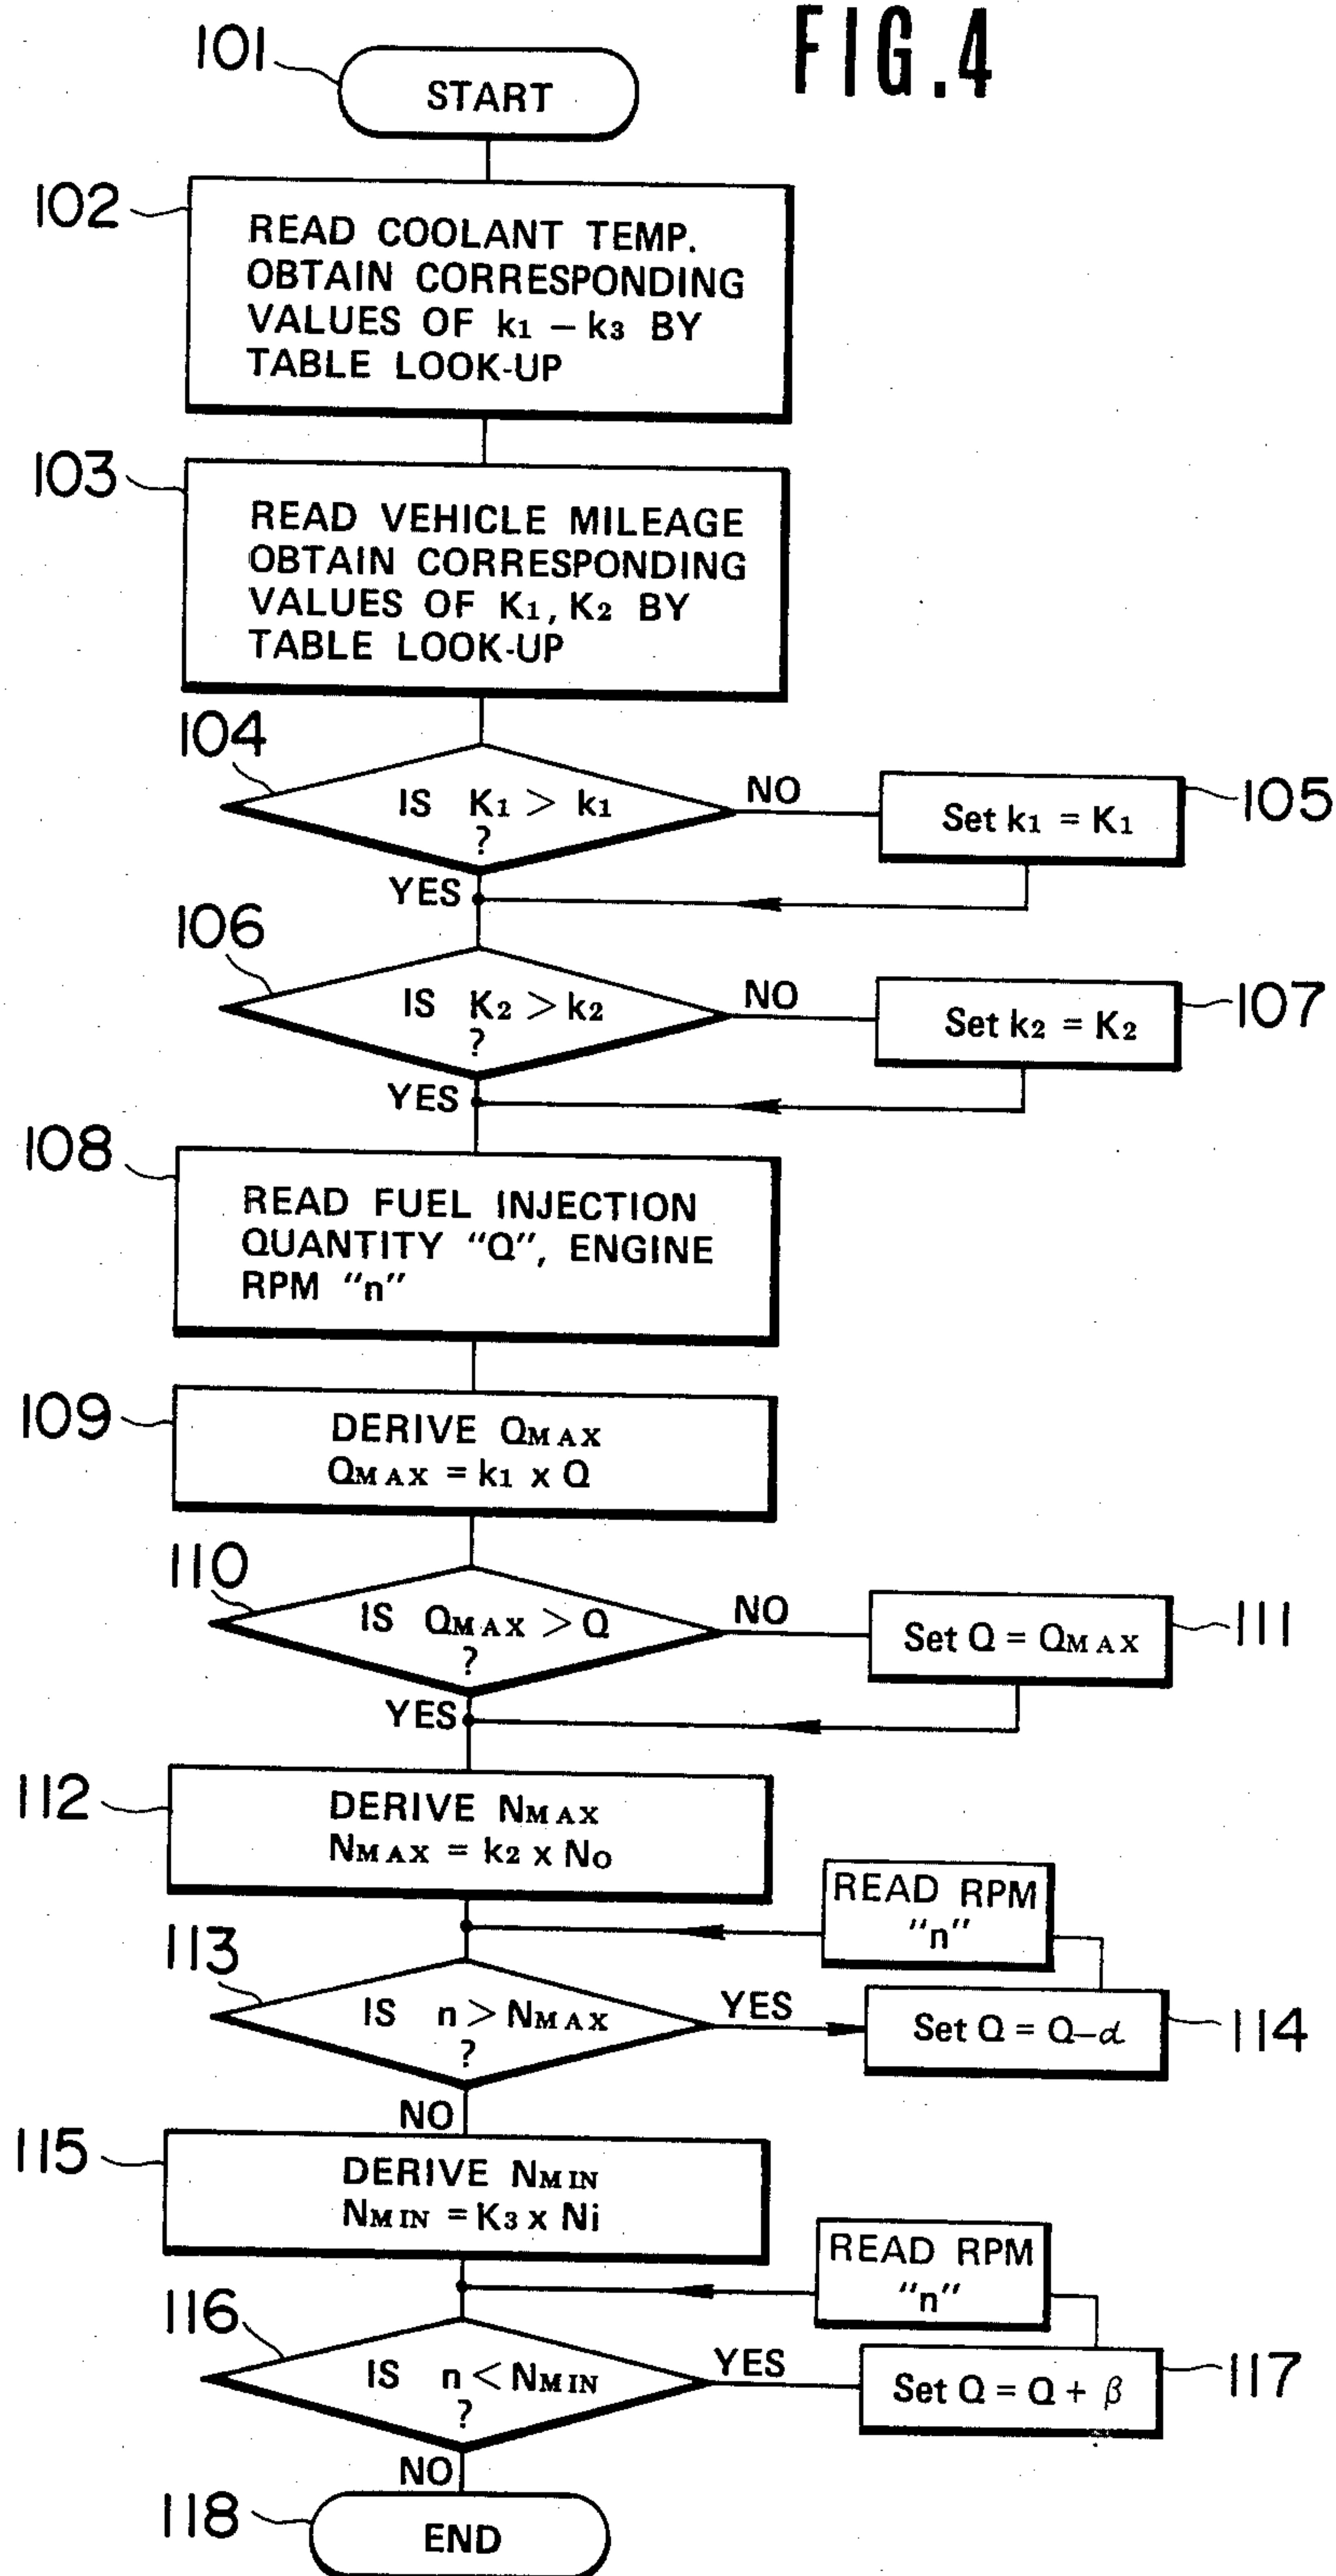 FIG.4
101
START
102
READ COOLANT TEMP.
OBTAIN CORRESPONDING
VALUES OF k1 – k3 BY
TABLE LOOK-UP
103
READ VEHICLE MILEAGE
OBTAIN CORRESPONDING
VALUES OF K1, K2 BY
TABLE LOOK-UP
104
IS K1 > k1
?
NO
Set k1 = K1
105
YES
106
IS K2 > k2
?
NO
Set k2 = K2
107
YES
108
READ FUEL INJECTION
QUANTITY "Q", ENGINE
RPM "n"
109
DERIVE QMAX
QMAX = k1 x Q
110
IS QMAX > Q
?
NO
Set Q = QMAX
111
YES
112
DERIVE NMAX
NMAX = k2 x No
READ RPM
"n"
113
IS n > NMAX
?
YES
Set Q = Q–α
114
NO
115
DERIVE NMIN
NMIN = K3 x Ni
READ RPM
"n"
116
IS n < NMIN
?
YES
Set Q = Q + β
117
NO
118
END